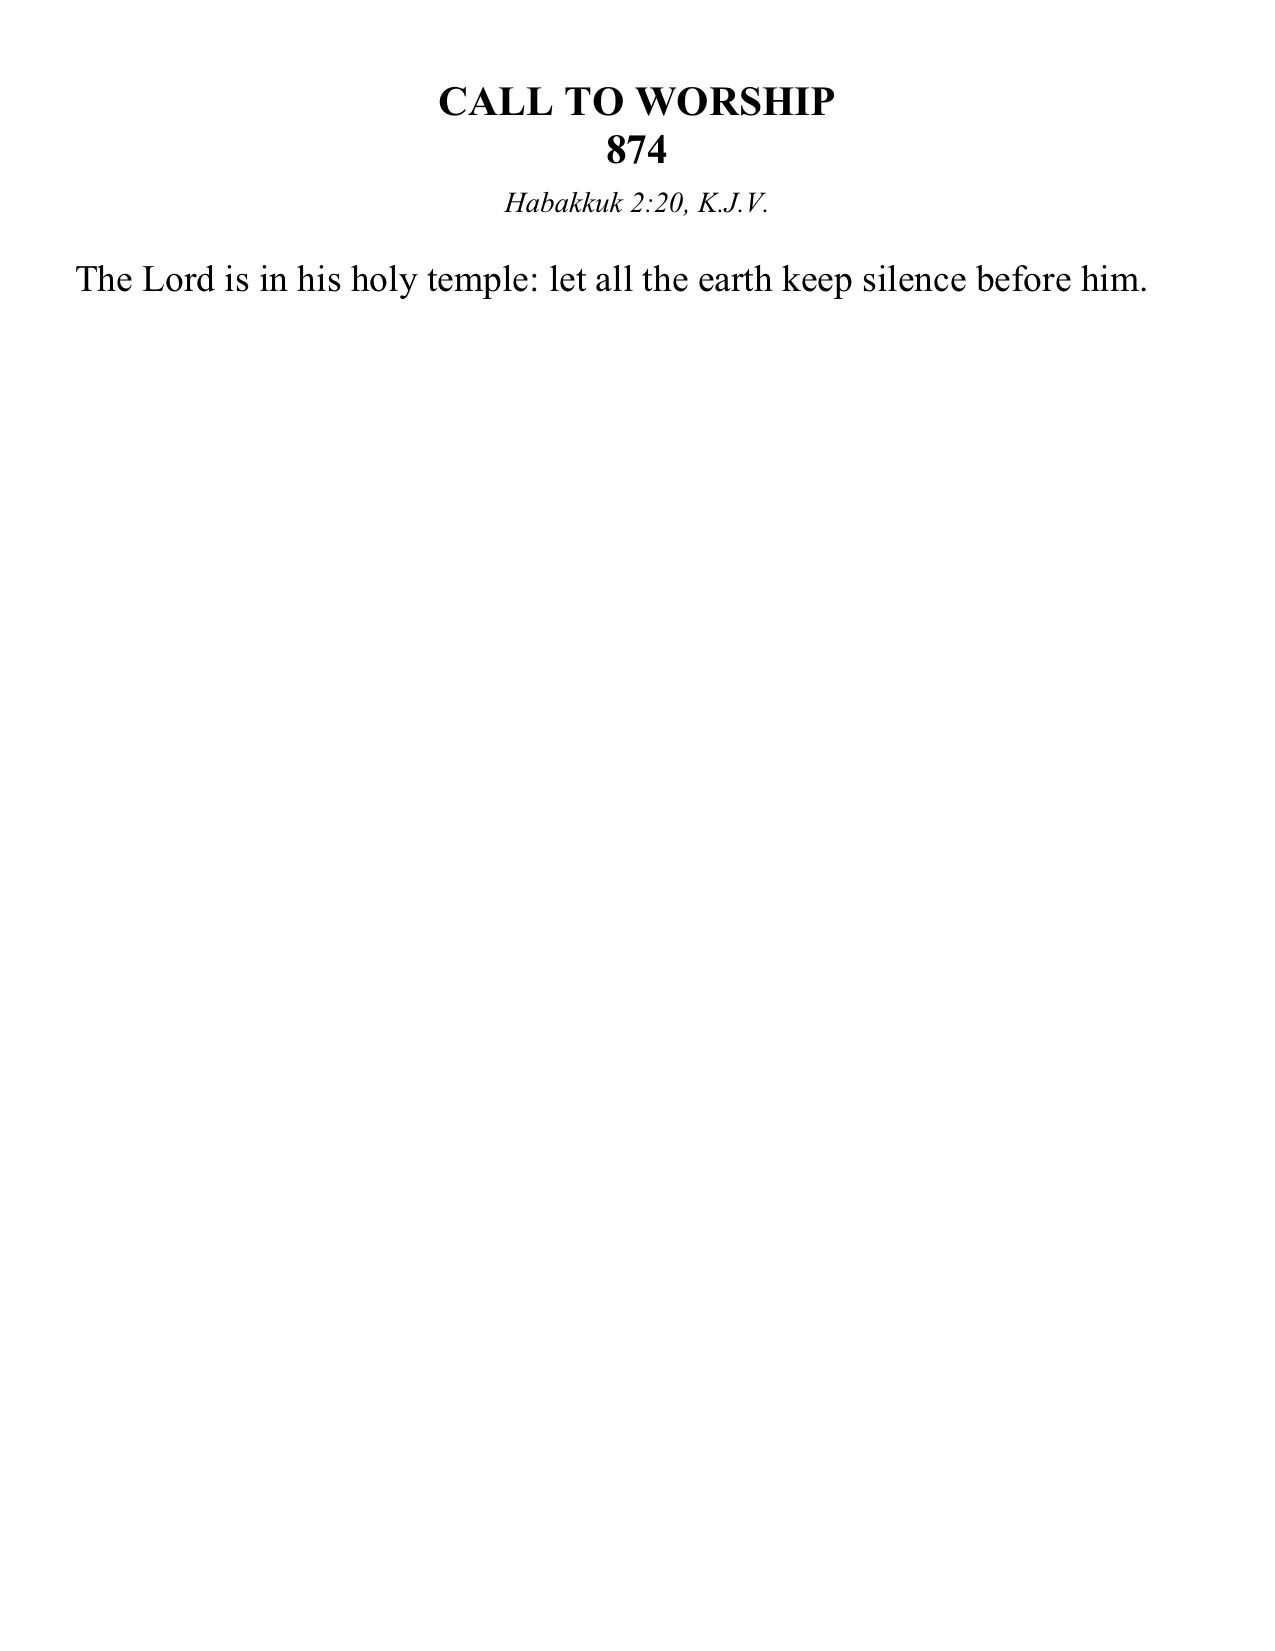 CALL TO WORSHIP
874
Habakkuk 2:20, K.J.V.
The Lord is in his holy temple: let all the earth keep silence before him.